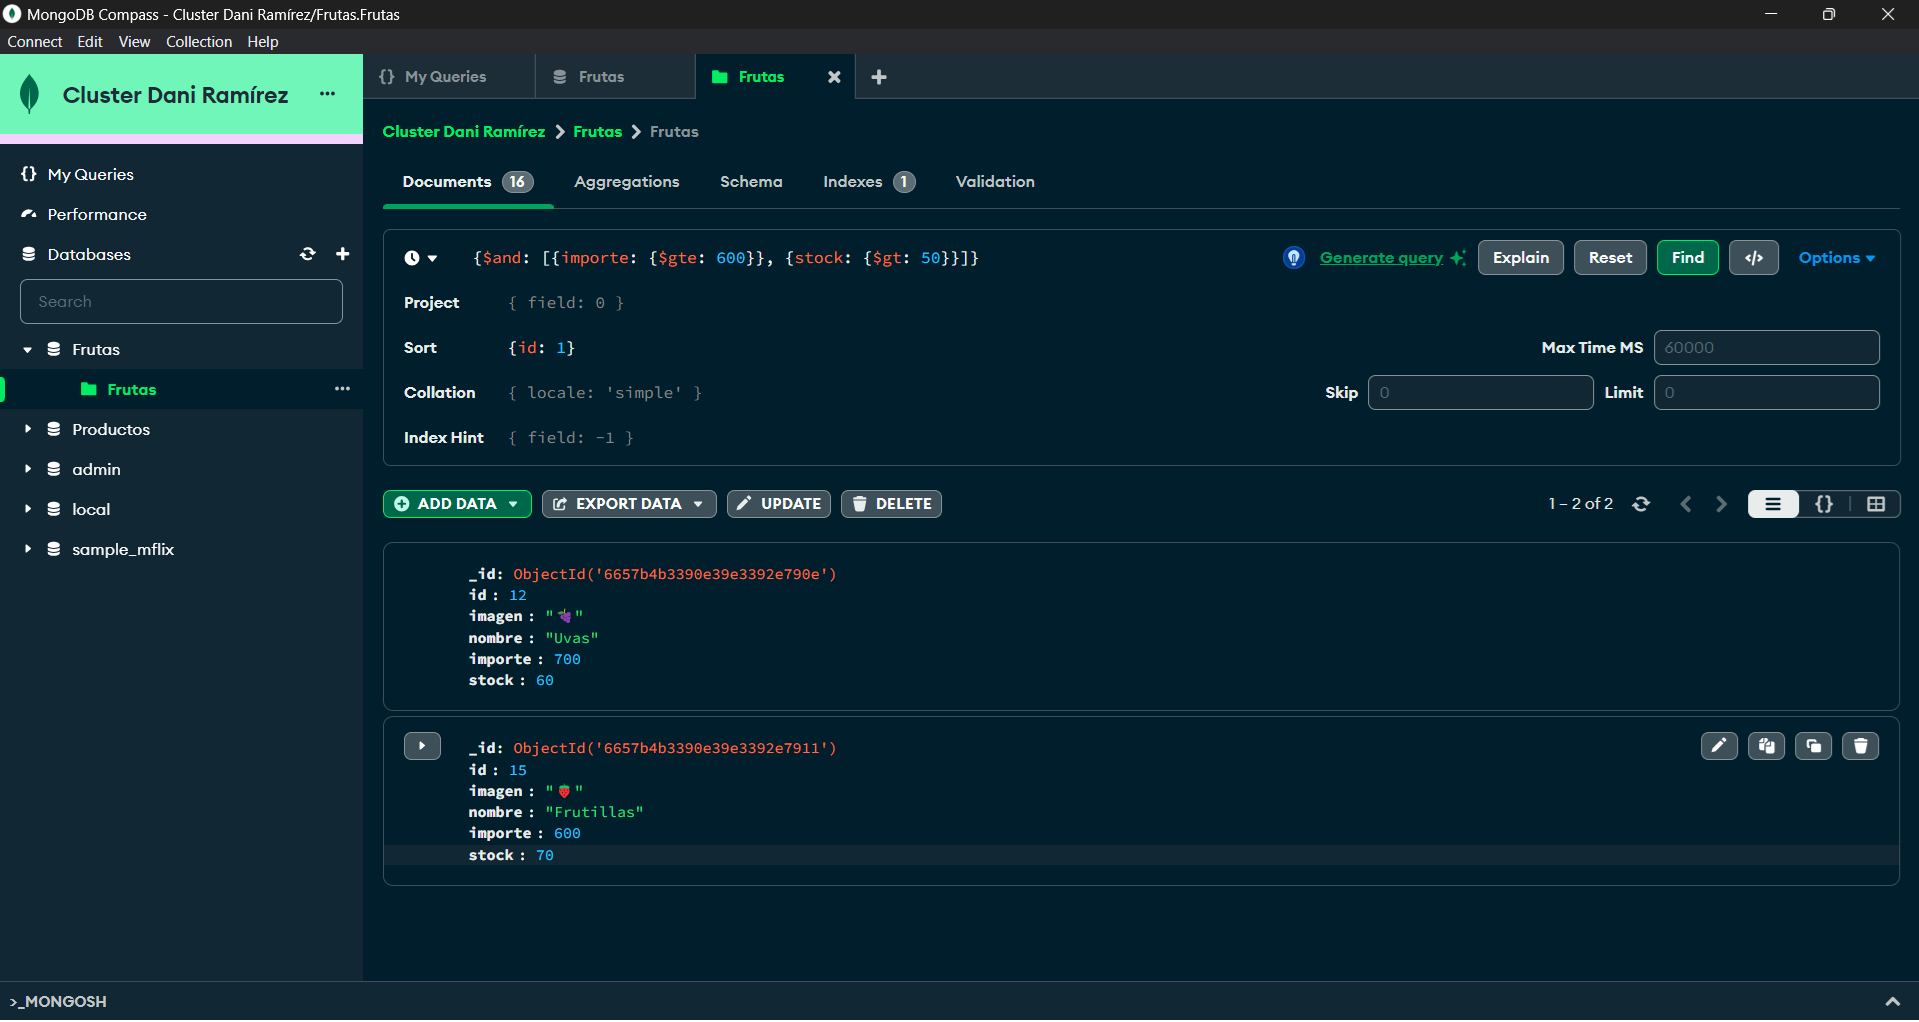 MongoDB Compass - Cluster Dani Ramírez/Frutas.Frutas
Connect Edit View Collection Help
Cluster Dani Ramírez
{} My Queries
Performance
Databases
Search
Frutas
Frutas
Productos
admin
local
sample_mflix
{} My Queries
Frutas
Frutas
Cluster Dani Ramírez > Frutas > Frutas
Documents 16 Aggregations Schema Indexes 1 Validation
{$and: [{importe: {$gte: 600}}, {stock: {$gt: 50}}]}
Generate query Explain Reset Find </> Options
Project { field: 0 }
Sort {id: 1}
Max Time MS 60000
Collation { locale: 'simple' }
Skip 0 Limit 0
Index Hint { field: -1 }
ADD DATA EXPORT DATA UPDATE DELETE
1 – 2 of 2
{}
_id: ObjectId('6657b4b3390e39e3392e790e')
id : 12
imagen : "🍇"
nombre : "Uvas"
importe : 700
stock : 60
_id: ObjectId('6657b4b3390e39e3392e7911')
id : 15
imagen : "🍓"
nombre : "Frutillas"
importe : 600
stock : 70
>_MONGOSH